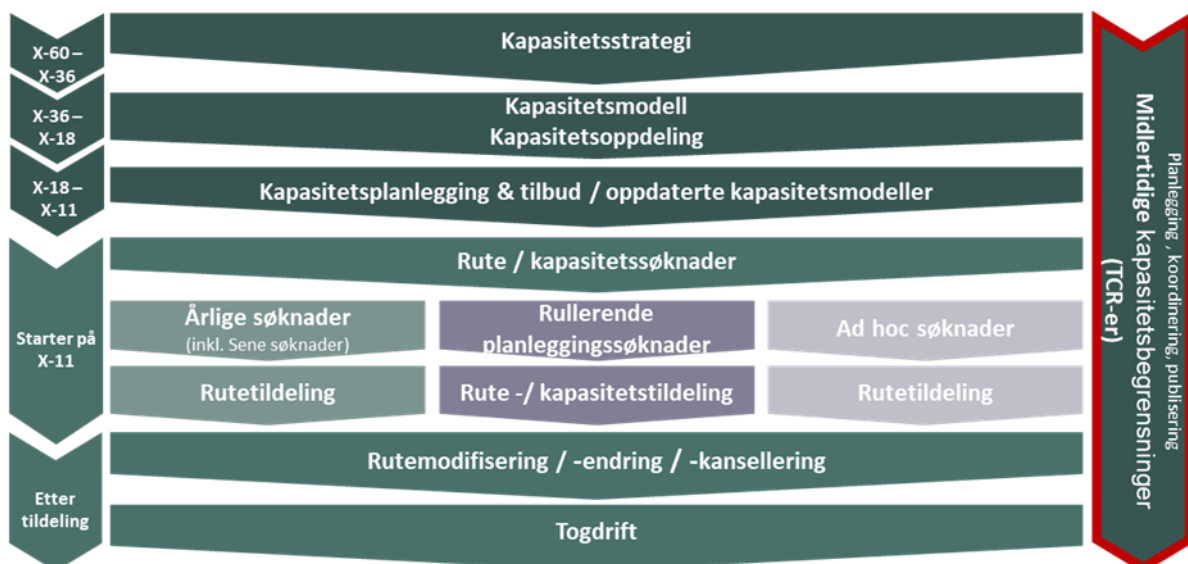 X-60 –
X-36
Kapasitetsstrategi
X-36 –
X-18
Kapasitetsmodell
Kapasitetsoppdeling
X-18 –
X-11
Kapasitetsplanlegging & tilbud / oppdaterte kapasitetsmodeller
Starter på
X-11
Rute / kapasitetssøknader
Årlige søknader
(inkl. Sene søknader)
Rullerende
planleggingssøknader
Ad hoc søknader
Rutetildeling
Rute -/ kapasitetstildeling
Rutetildeling
Etter
tildeling
Rutemodifisering / -endring / -kansellering
Togdrift
Planlegging , koordinering, publisering
Midlertidige kapasitetsbegrensninger
(TCR-er)